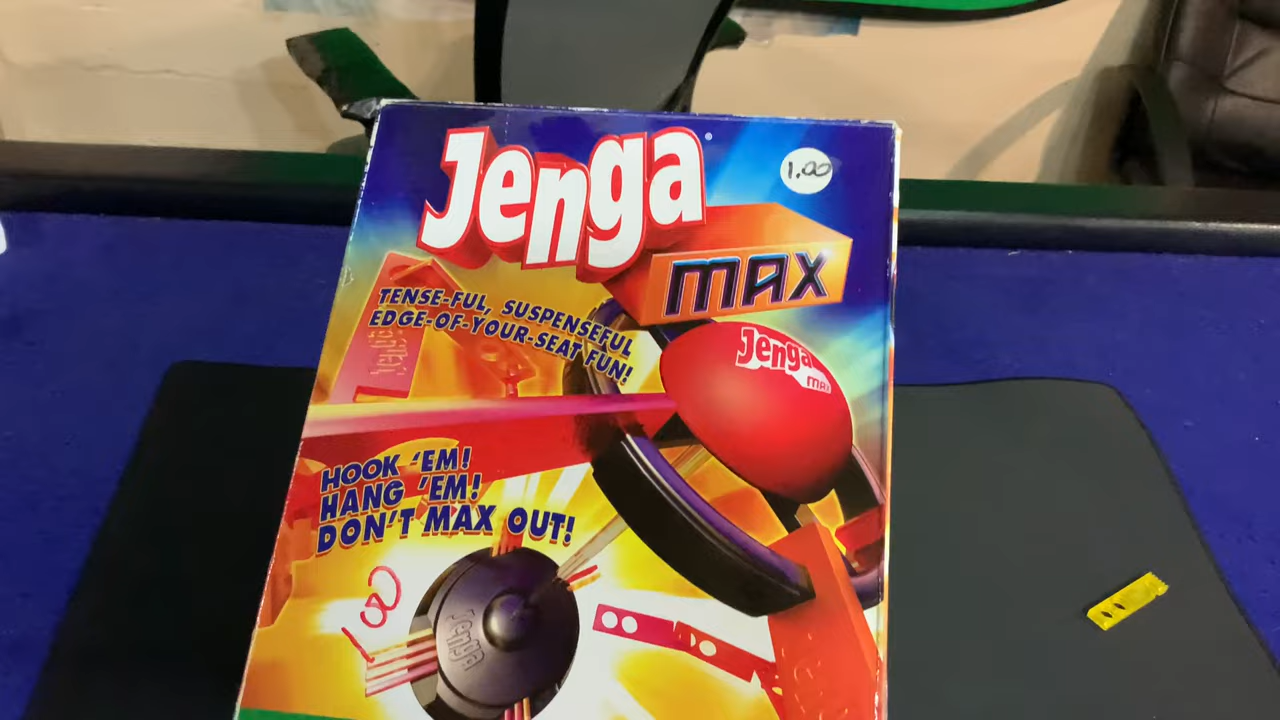 Jenga®
1.00
MAX
TENSE-FUL, SUSPENSEFUL
EDGE-OF-YOUR-SEAT FUN!
Jenga
MAX
HOOK 'EM!
HANG 'EM!
DON'T MAX OUT!
1.00
Jenga